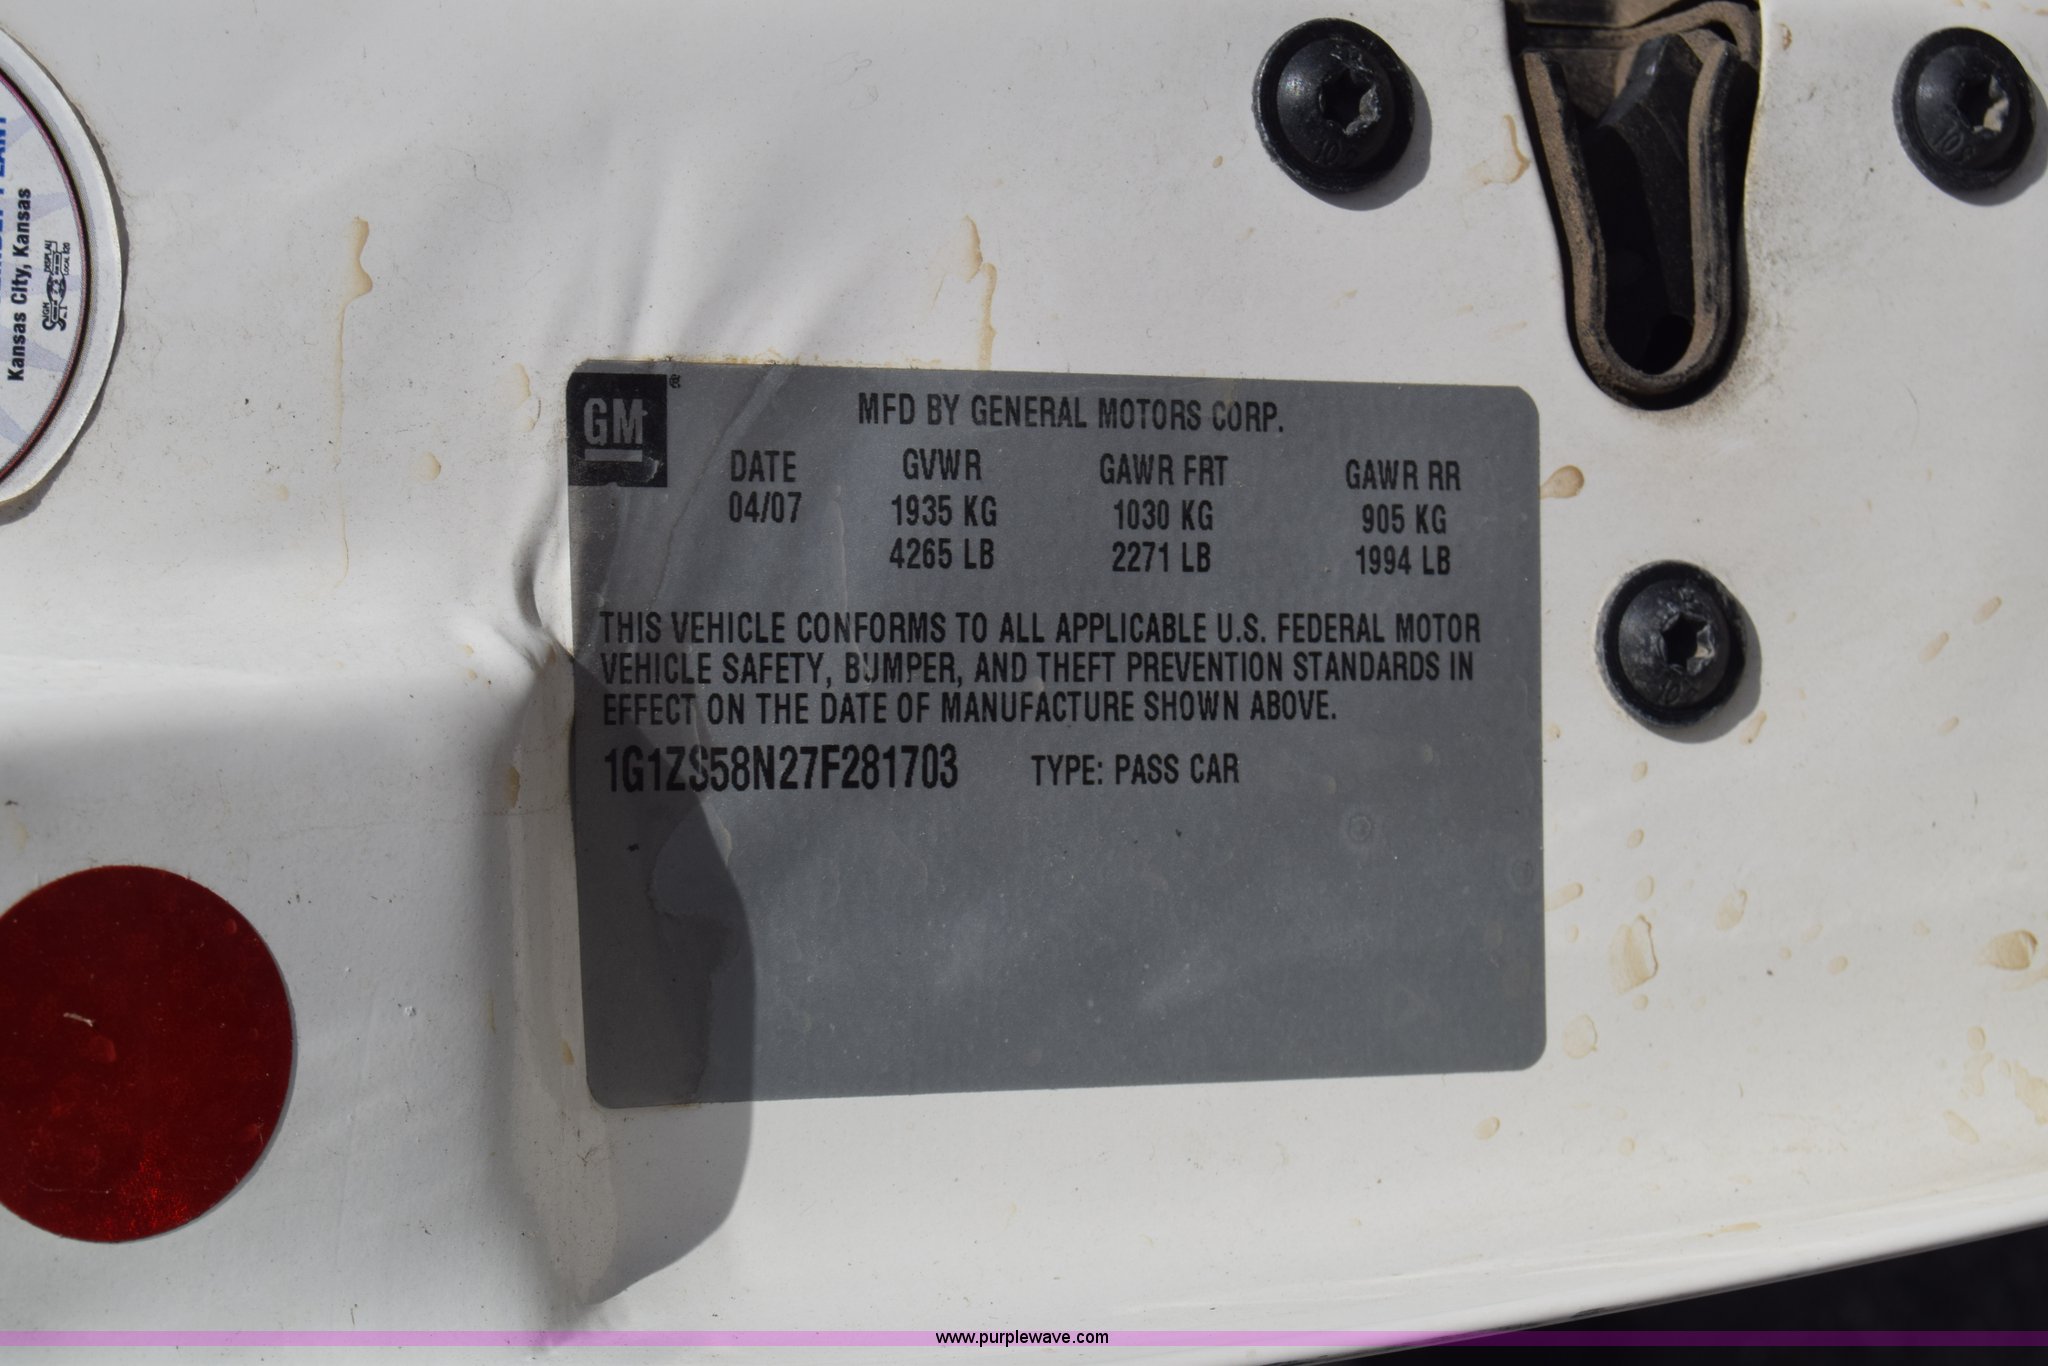 Kansas City, Kansas
GM
®
MFD BY GENERAL MOTORS CORP.
DATE GVWR GAWR FRT GAWR RR
04/07 1935 KG 1030 KG 905 KG
4265 LB 2271 LB 1994 LB
THIS VEHICLE CONFORMS TO ALL APPLICABLE U.S. FEDERAL MOTOR
VEHICLE SAFETY, BUMPER, AND THEFT PREVENTION STANDARDS IN
EFFECT ON THE DATE OF MANUFACTURE SHOWN ABOVE.
1G1ZS58N27F281703 TYPE: PASS CAR
www.purplewave.com